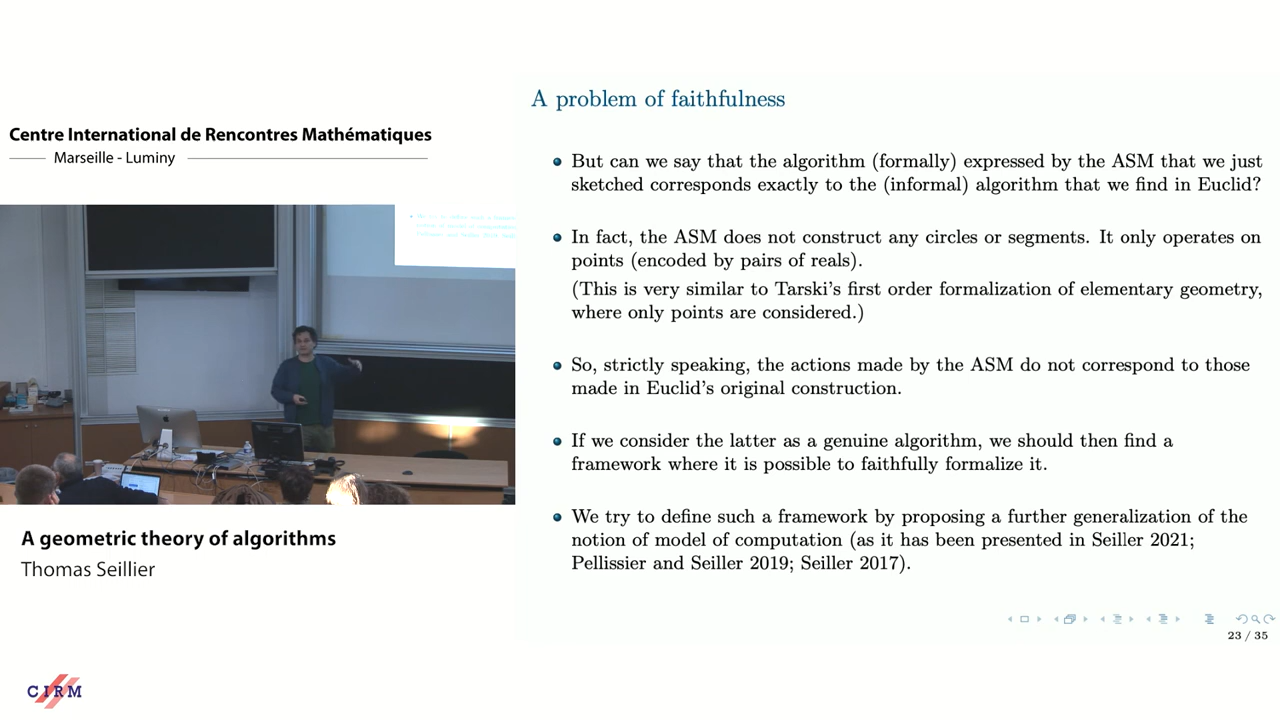 Centre International de Rencontres Mathématiques
Marseille - Luminy
A geometric theory of algorithms
Thomas Seillier
CIRM
A problem of faithfulness
But can we say that the algorithm (formally) expressed by the ASM that we just
sketched corresponds exactly to the (informal) algorithm that we find in Euclid?
In fact, the ASM does not construct any circles or segments. It only operates on
points (encoded by pairs of reals).
(This is very similar to Tarski's first order formalization of elementary geometry,
where only points are considered.)
So, strictly speaking, the actions made by the ASM do not correspond to those
made in Euclid's original construction.
If we consider the latter as a genuine algorithm, we should then find a
framework where it is possible to faithfully formalize it.
We try to define such a framework by proposing a further generalization of the
notion of model of computation (as it has been presented in Seiller 2021;
Pellissier and Seiller 2019; Seiller 2017).
23 / 35